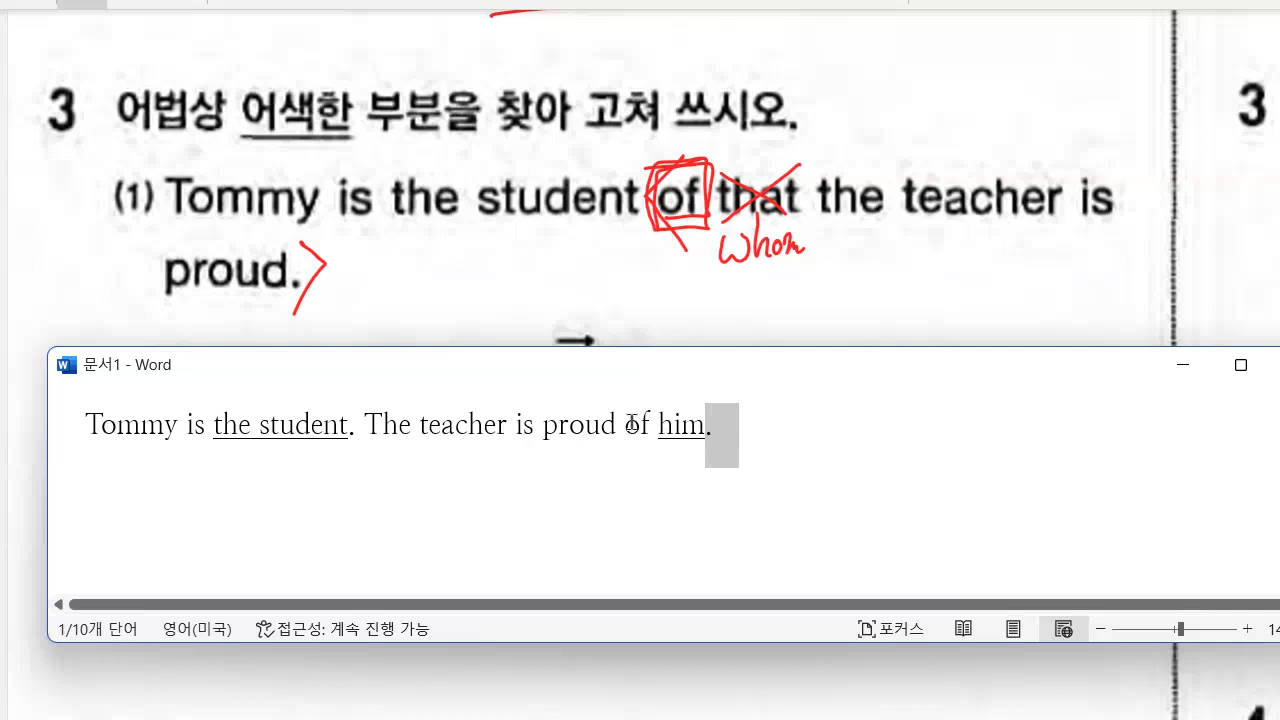 3 어법상 어색한 부분을 찾아 고쳐 쓰시오. 3
(1) Tommy is the student of that the teacher is
whom
proud.
문서1 - Word
Tommy is the student. The teacher is proud of him.
1/10개 단어 영어(미국) 접근성: 계속 진행 가능 포커스